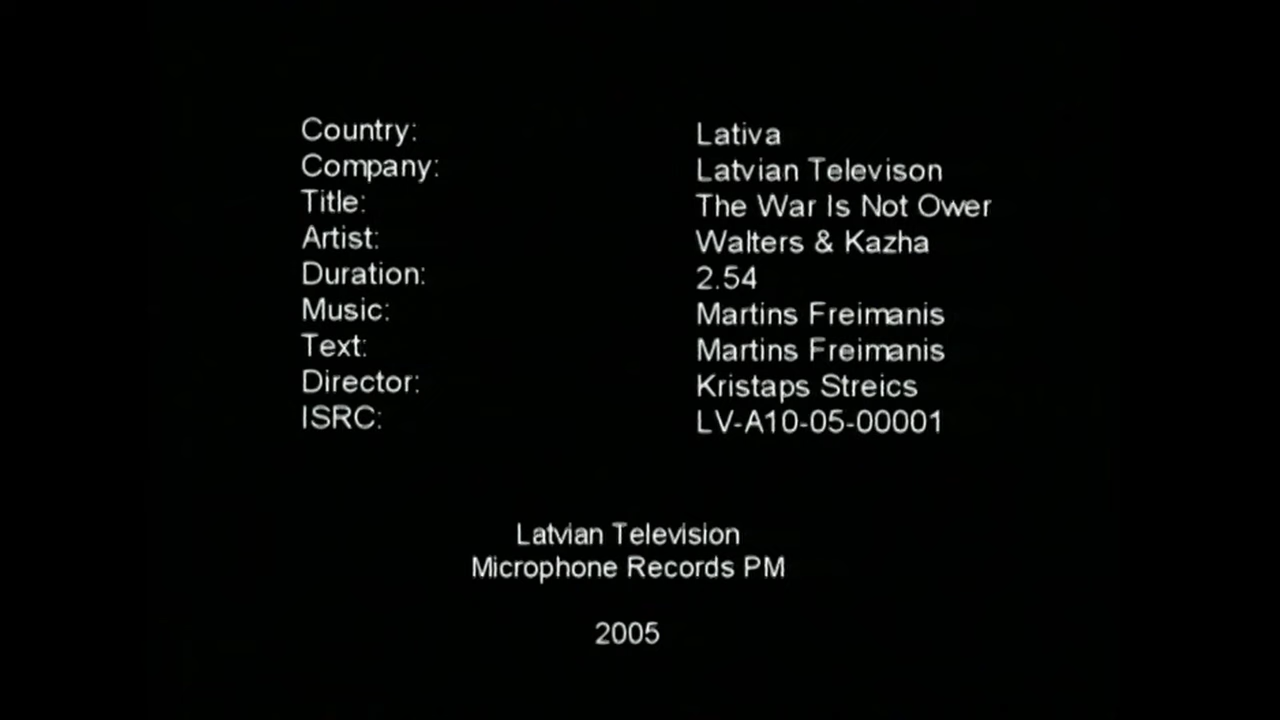 Country: Lativa
Company: Latvian Televison
Title: The War Is Not Ower
Artist: Walters & Kazha
Duration: 2.54
Music: Martins Freimanis
Text: Martins Freimanis
Director: Kristaps Streics
ISRC: LV-A10-05-00001
Latvian Television
Microphone Records PM
2005